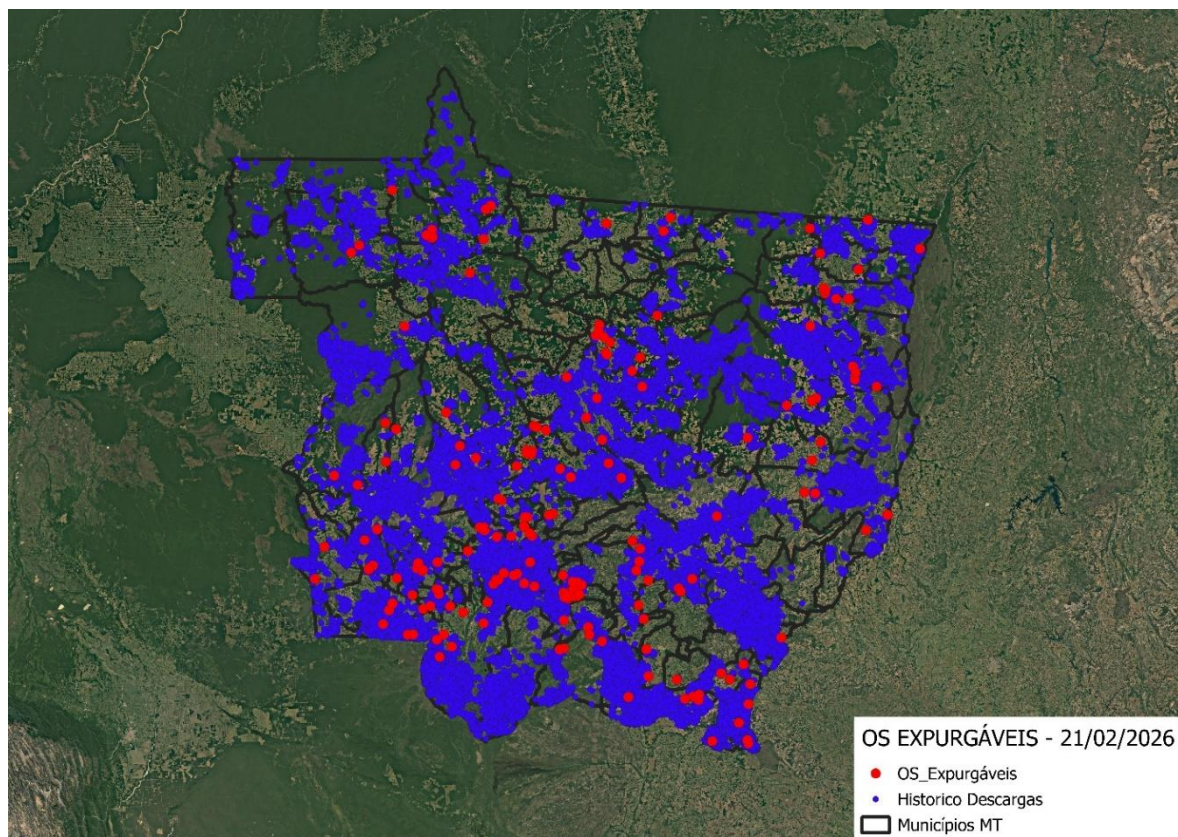 OS EXPURGÁVEIS - 21/02/2026
OS_Expurgáveis
Historico Descargas
Municípios MT